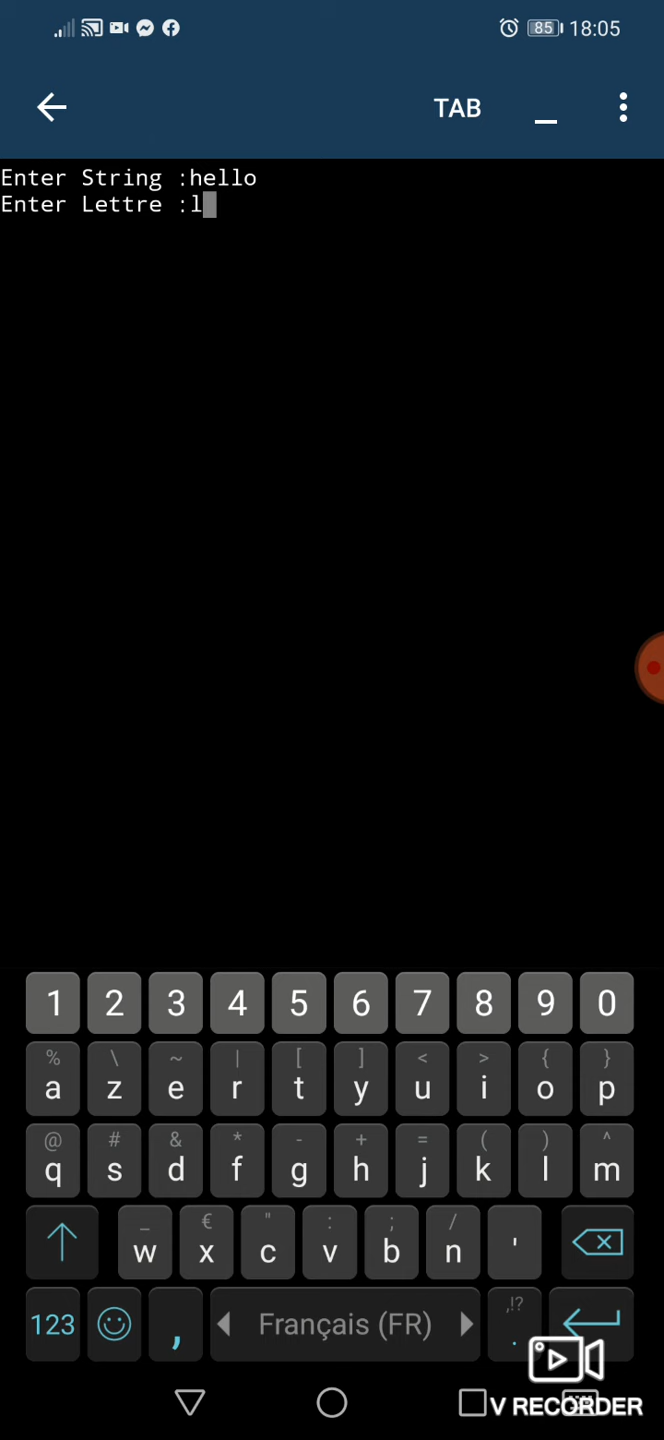 85 18:05
TAB _
Enter String :hello
Enter Lettre :l
1 2 3 4 5 6 7 8 9 0
% \ ~ | [ ] < > { }
a z e r t y u i o p
@ # & * - + = ( ) ^
q s d f g h j k l m
_ € " : ; /
w x c v b n '
,!?
123 , Français (FR) .
V RECORDER